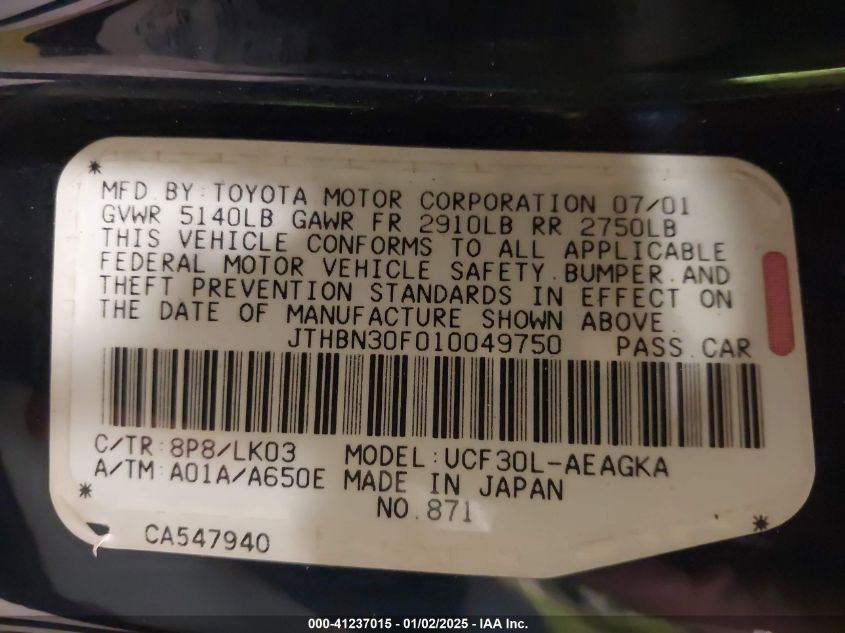 MFD.BY:TOYOTA MOTOR CORPORATION 07/01
GVWR 5140LB GAWR FR 2910LB RR 2750LB
THIS VEHICLE CONFORMS TO ALL APPLICABLE
FEDERAL MOTOR VEHICLE SAFETY.BUMPER.AND
THEFT PREVENTION STANDARDS IN EFFECT ON
THE DATE OF MANUFACTURE SHOWN ABOVE.
JTHBN30F010049750 PASS.CAR
C/TR:8P8/LK03 MODEL:UCF30L-AEAGKA
A/TM:A01A/A650E MADE IN JAPAN
NO.871
CA547940
000-41237015 - 01/02/2025 - IAA Inc.